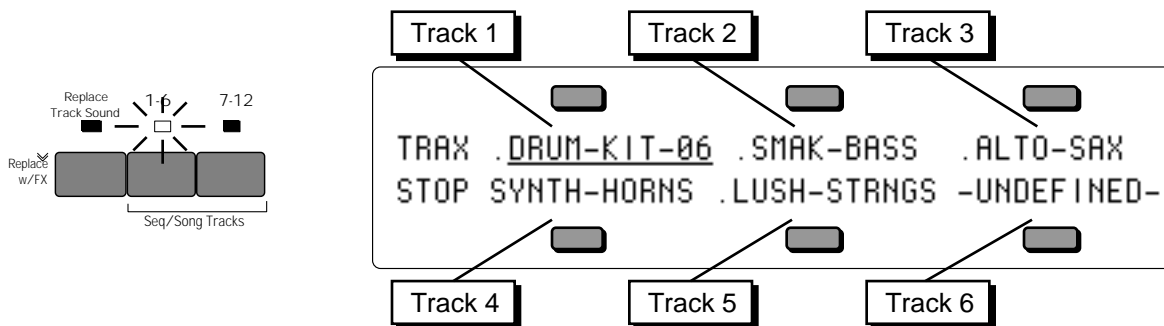 Track 1 Track 2 Track 3
Replace
Track Sound
1-6
7-12
TRAX .DRUM-KIT-06 .SMAK-BASS .ALTO-SAX
STOP SYNTH-HORNS .LUSH-STRNGS -UNDEFINED-
Replace
w/FX
Seq/Song Tracks
Track 4 Track 5 Track 6